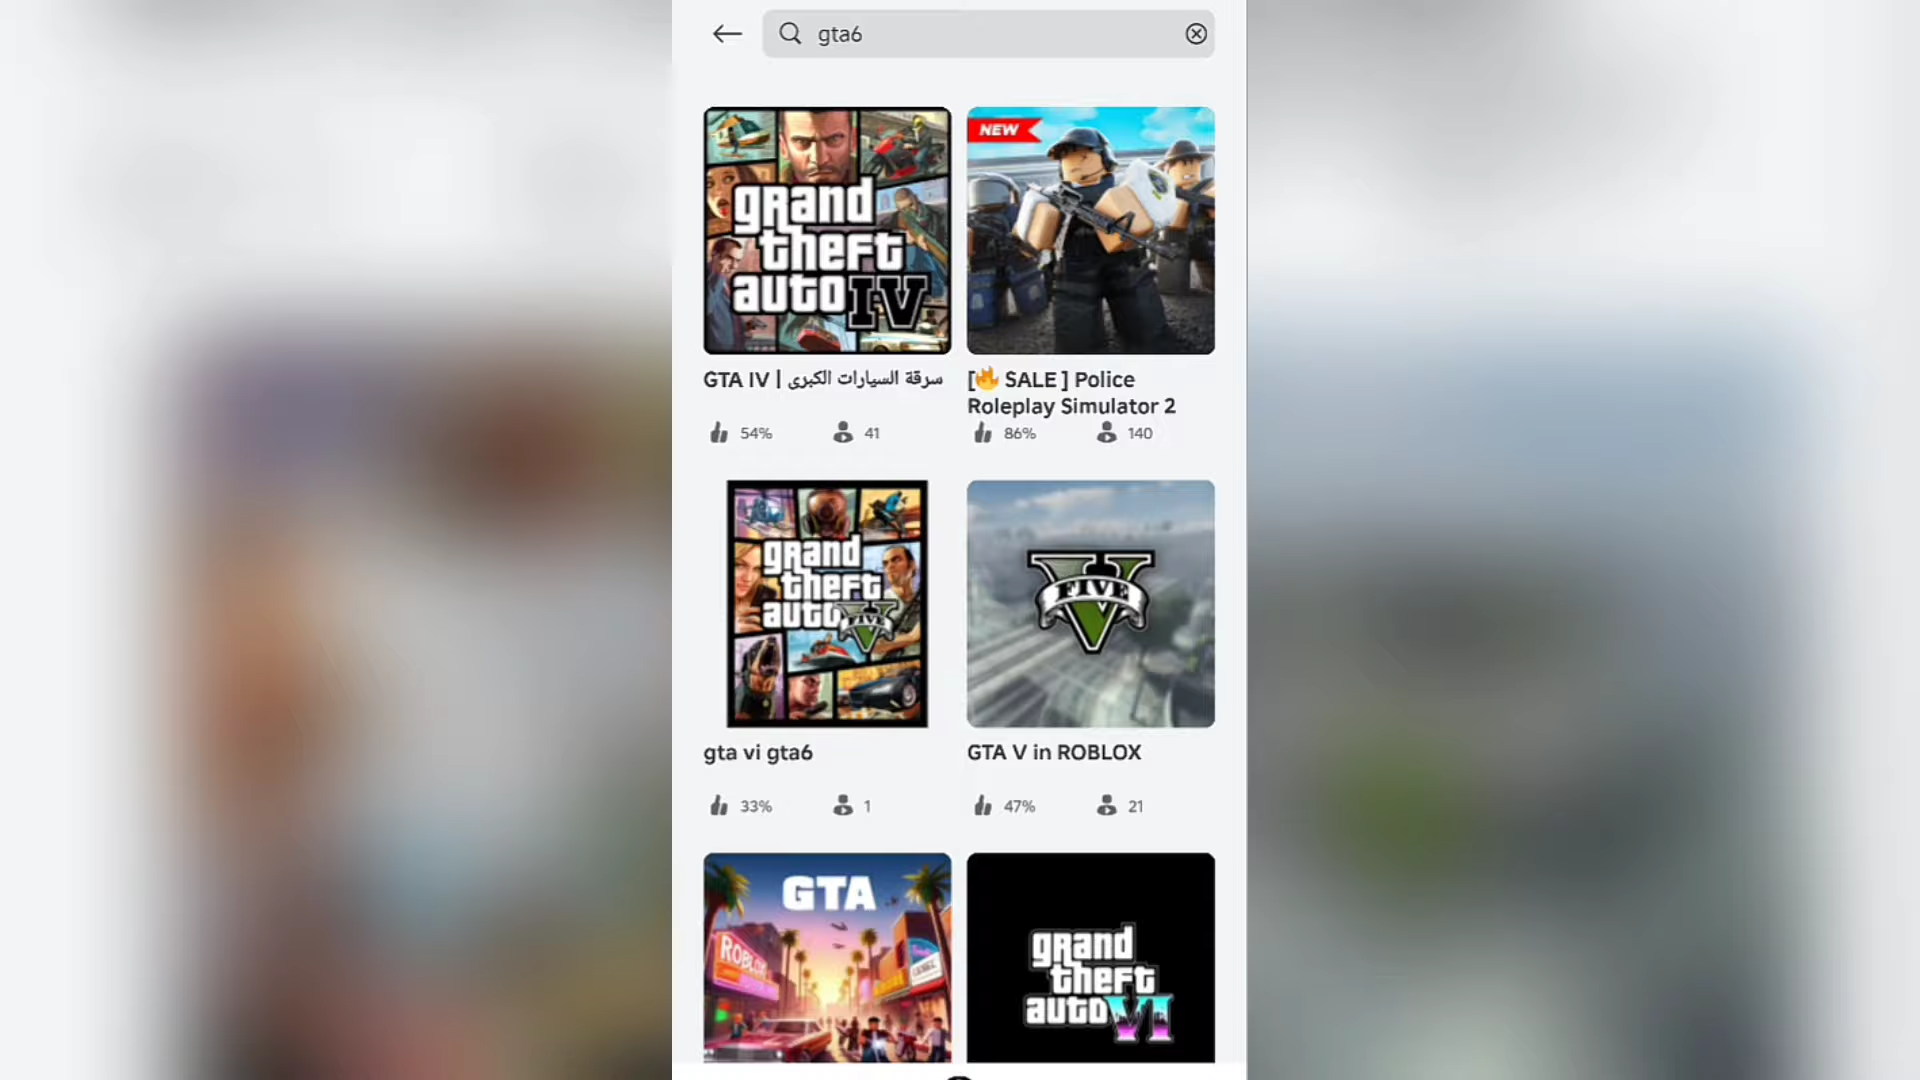 gta6
grand
theft
auto IV
NEW
GTA IV | سرقة السيارات الكبرى
54%
41
[🔥 SALE ] Police
Roleplay Simulator 2
86%
140
grand
theft
auto V
FIVE
gta vi gta6
33%
1
V
FIVE
GTA V in ROBLOX
47%
21
GTA
ROBLOX
grand
theft
auto VI